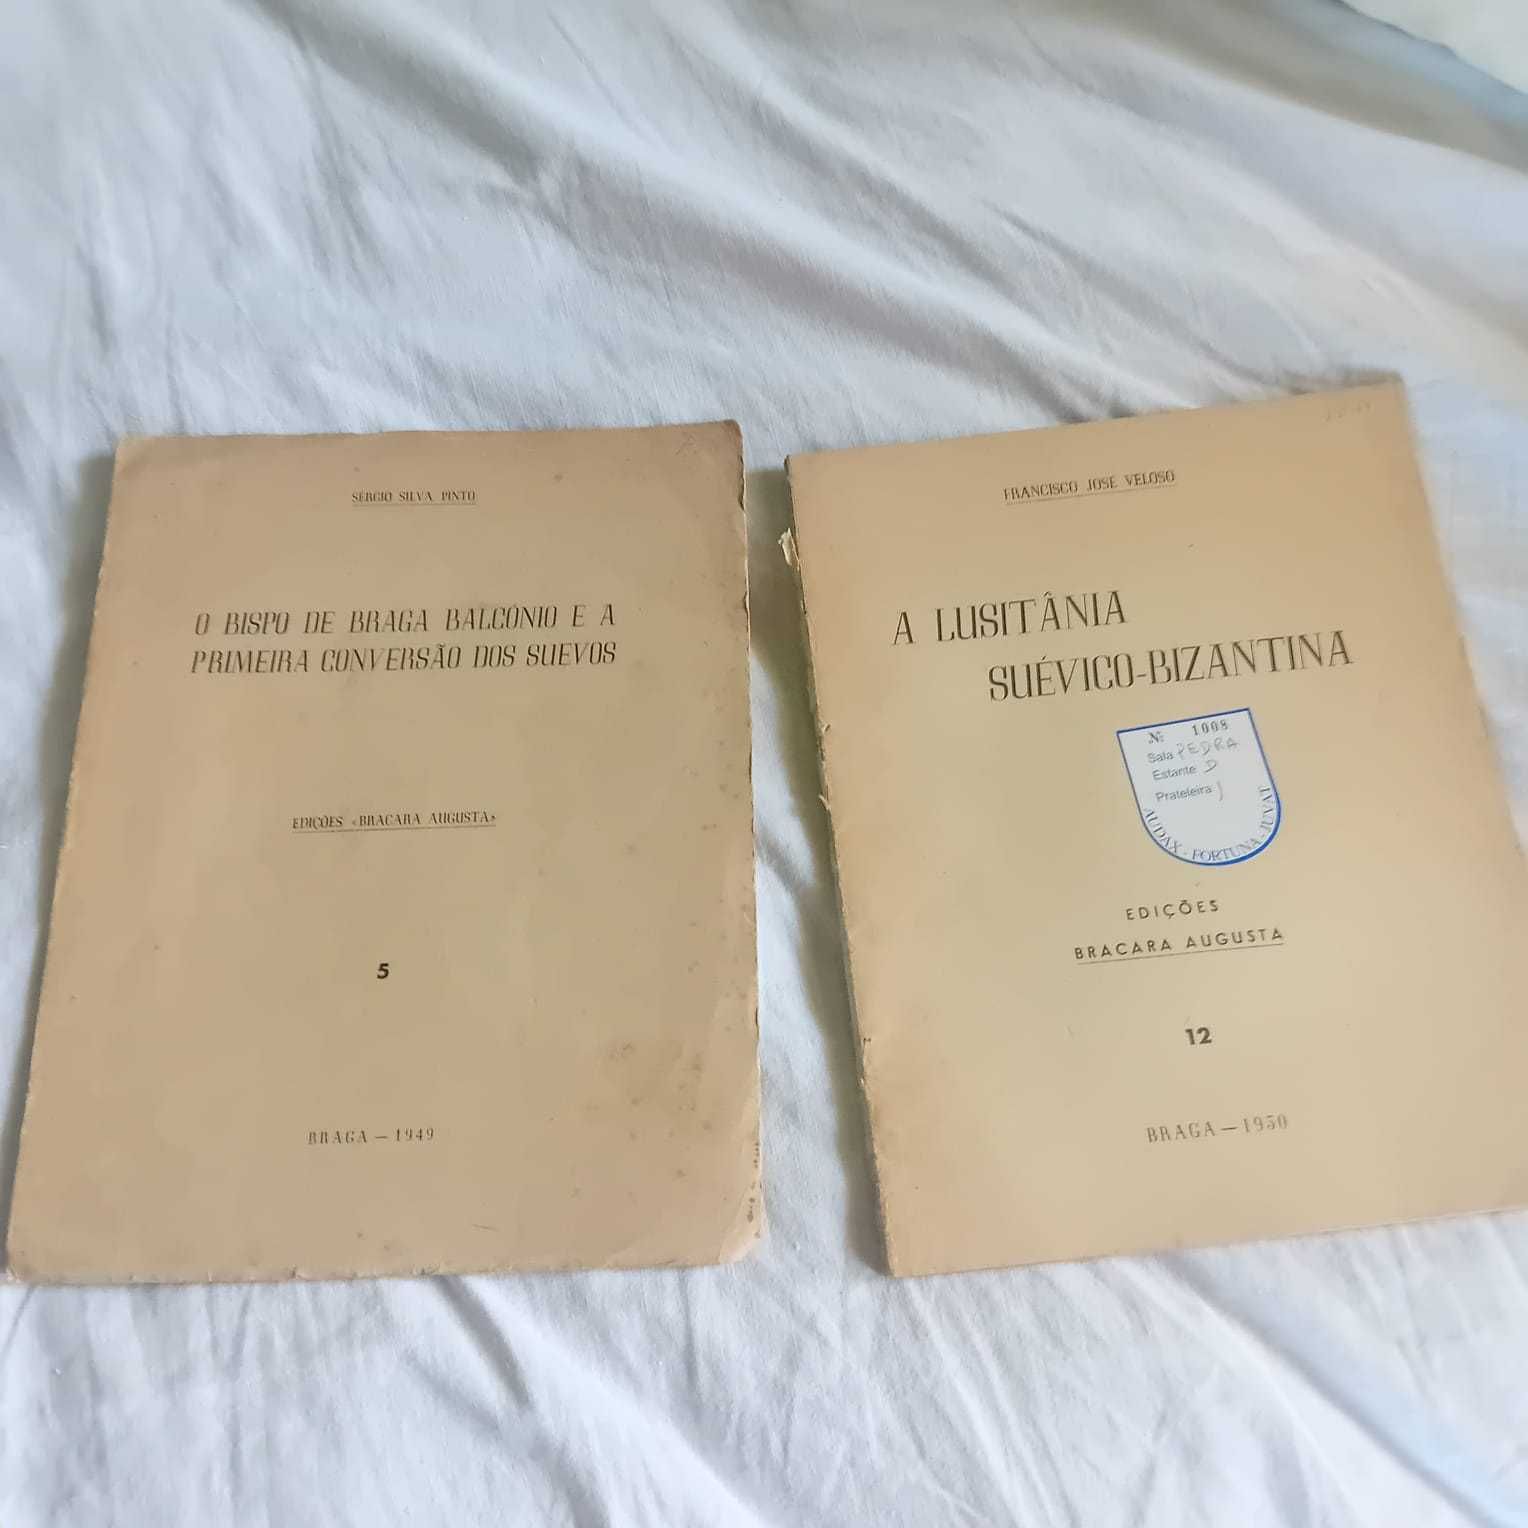 SÉRGIO SILVA PINTO
O BISPO DE BRAGA BALCÓNIO E A
PRIMEIRA CONVERSÃO DOS SUEVOS
EDIÇÕES «BRACARA AUGUSTA»
5
BRAGA — 1949
FRANCISCO JOSÉ VELOSO
A LUSITÂNIA
SUÉVICO-BIZANTINA
Nº 1008
Sala PEDRA
Estante D
Prateleira J
AUDAX - FORTUNA - JUVAT
EDIÇÕES
BRACARA AUGUSTA
12
BRAGA — 1950